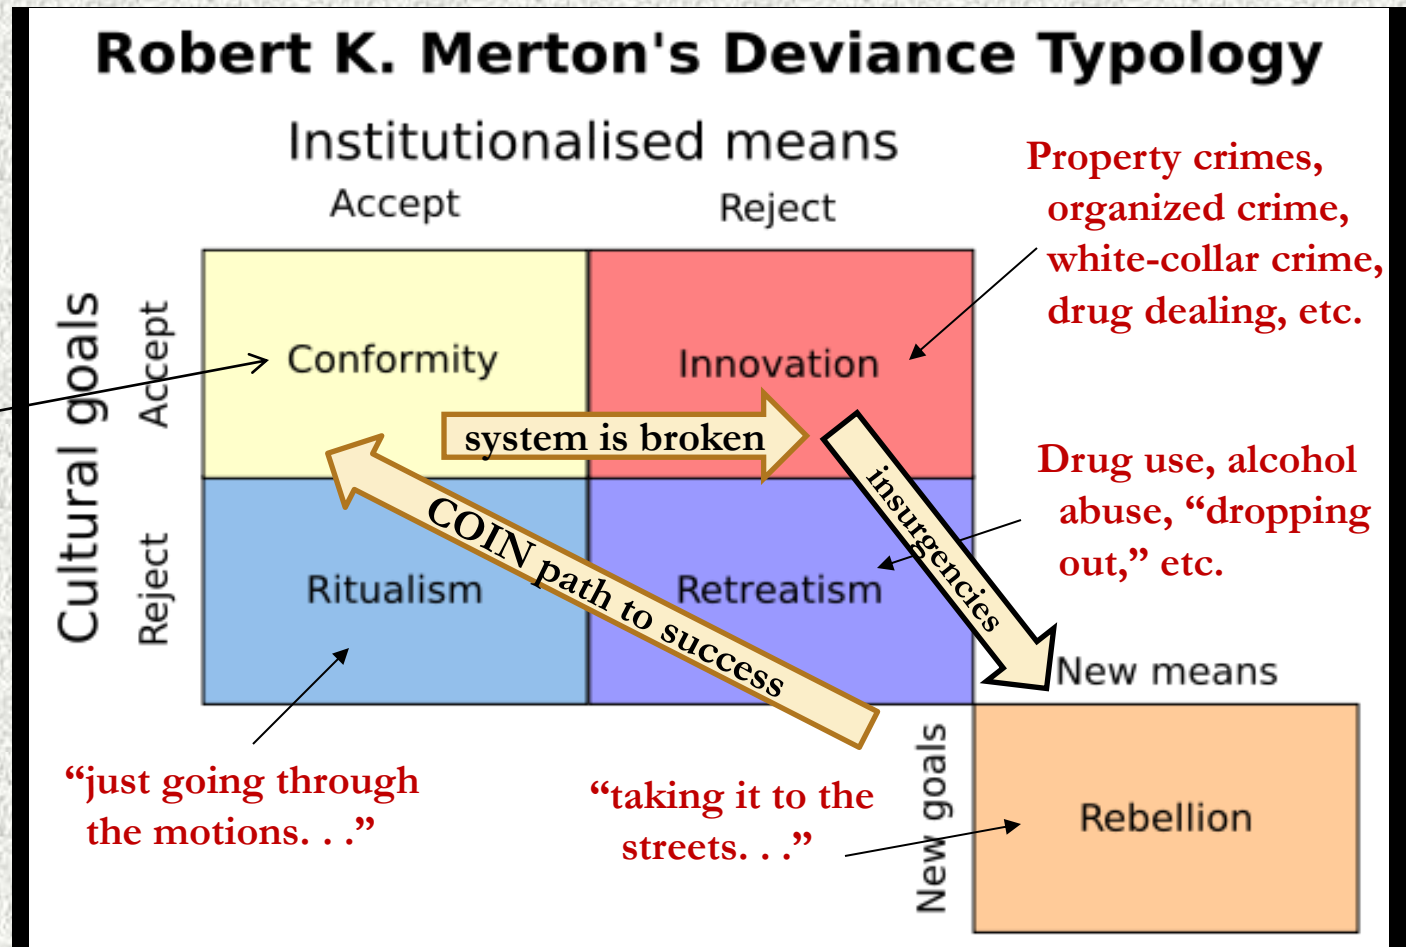 Robert K. Merton's Deviance Typology
Institutionalised means
Accept
Reject
Property crimes,
organized crime,
white-collar crime,
drug dealing, etc.
Cultural goals
Accept
Conformity
Innovation
system is broken
insurgencies
Drug use, alcohol
abuse, “dropping
out,” etc.
COIN path to success
Reject
Ritualism
Retreatism
New means
“just going through
the motions. . .”
“taking it to the
streets. . .”
New goals
Rebellion